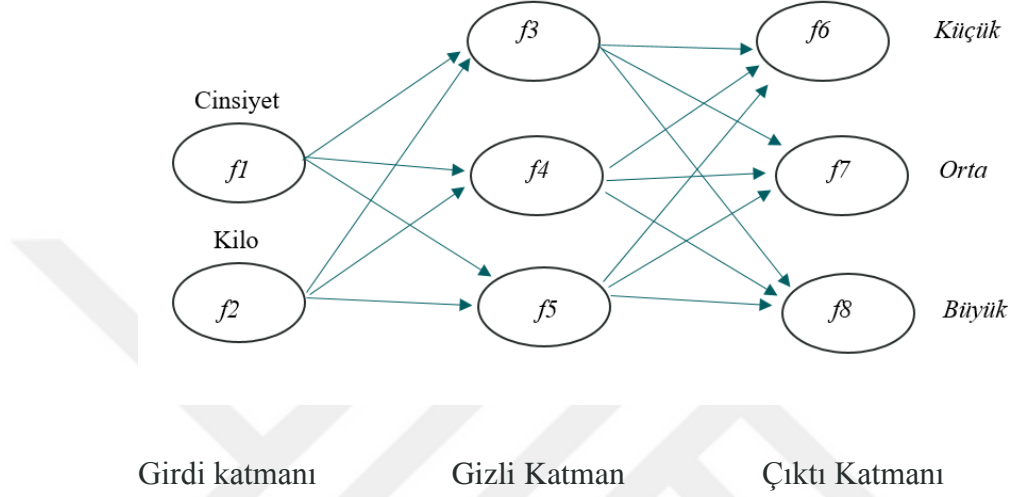 f3 f6 Küçük
Cinsiyet
f1 f4 f7 Orta
Kilo
f2 f5 f8 Büyük
Girdi katmanı Gizli Katman Çıktı Katmanı